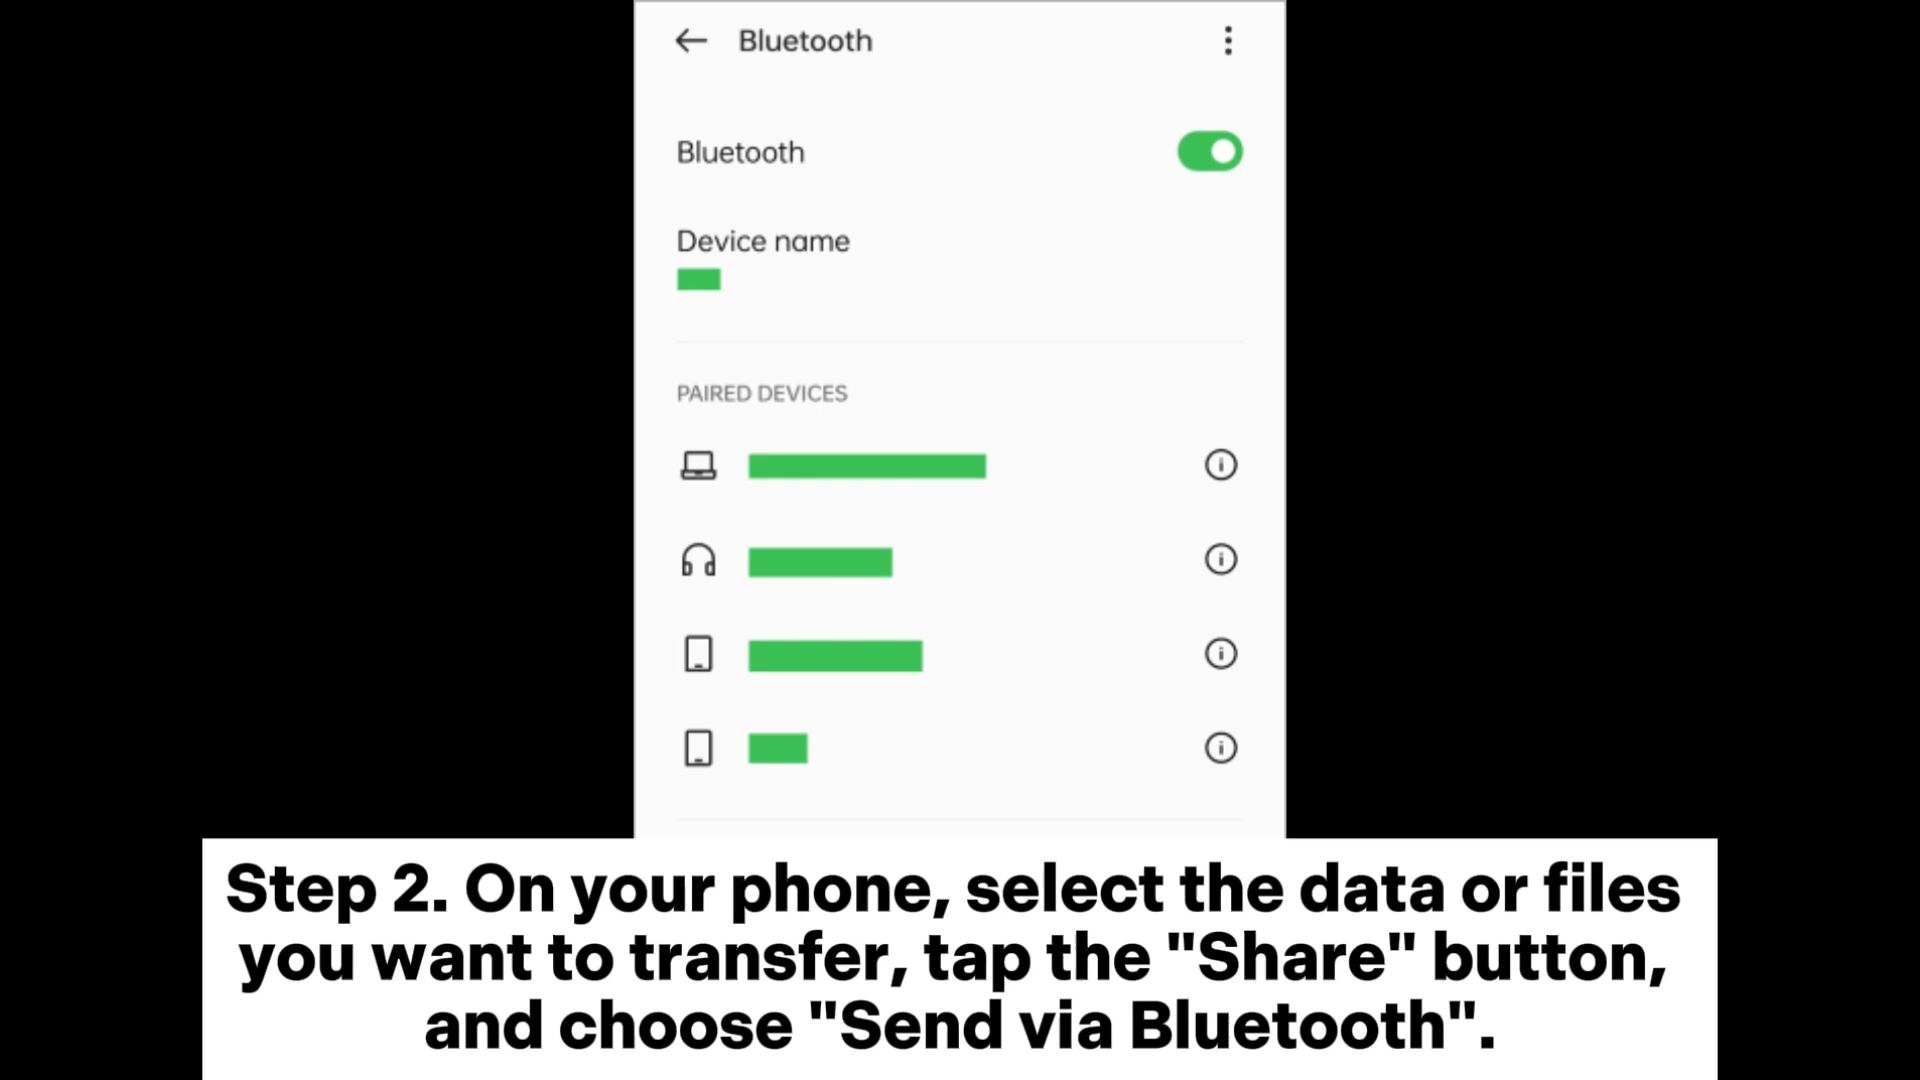 Bluetooth
Bluetooth
Device name
PAIRED DEVICES
Step 2. On your phone, select the data or files
you want to transfer, tap the "Share" button,
and choose "Send via Bluetooth".